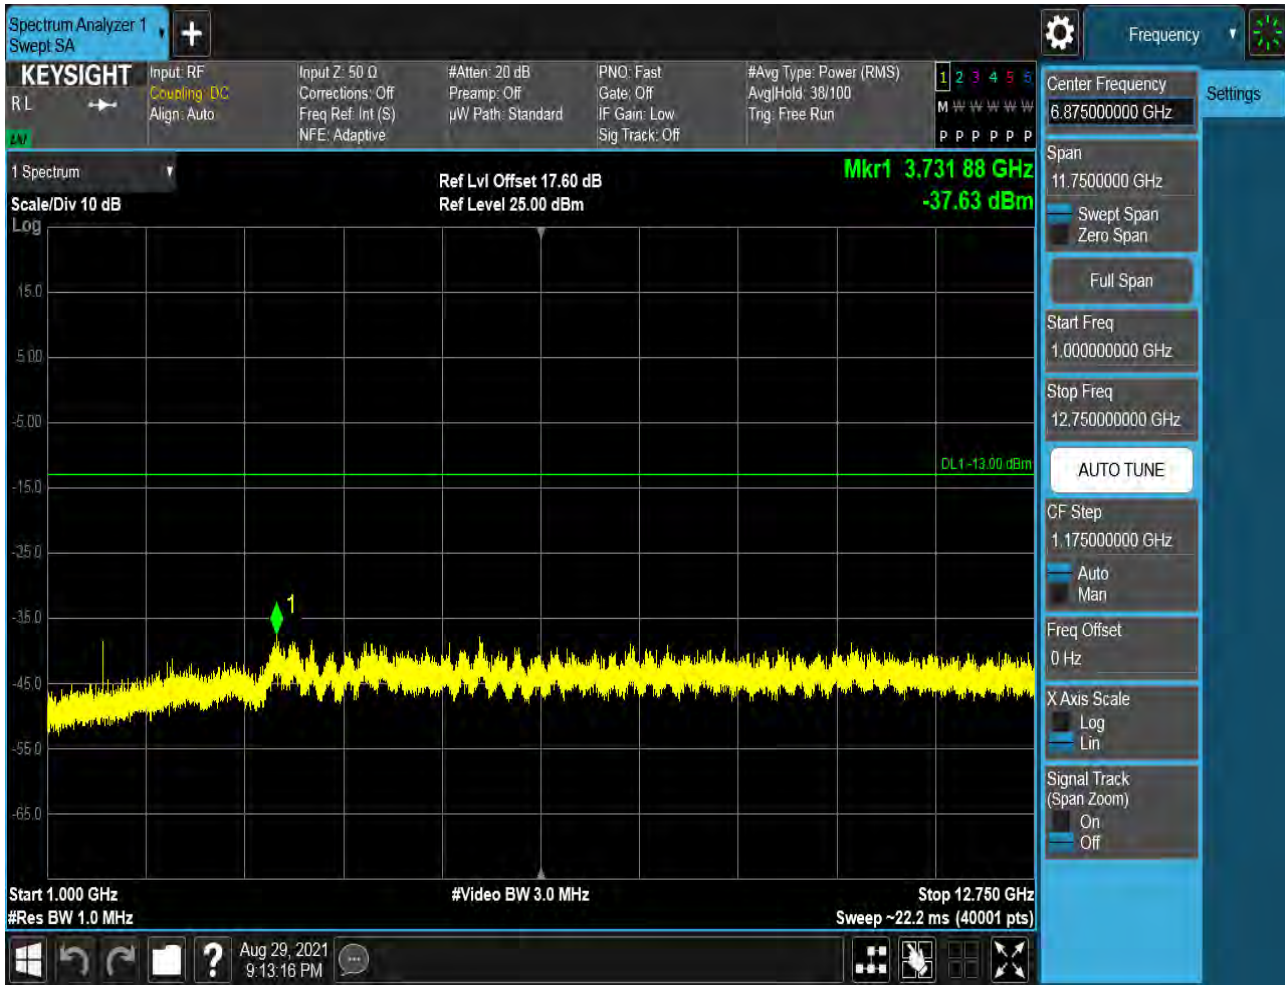 Spectrum Analyzer 1
Swept SA
Frequency
KEYSIGHT
R L
LNI
Input: RF
Coupling: DC
Align: Auto
Input Z: 50 Ω
Corrections: Off
Freq Ref: Int (S)
NFE: Adaptive
#Atten: 20 dB
Preamp: Off
µW Path: Standard
PNO: Fast
Gate: Off
IF Gain: Low
Sig Track: Off
#Avg Type: Power (RMS)
Avg|Hold: 38/100
Trig: Free Run
1 2 3 4 5 6
M W W W W W
P P P P P P
1 Spectrum
Scale/Div 10 dB
Log
Ref Lvl Offset 17.60 dB
Ref Level 25.00 dBm
Mkr1 3.731 88 GHz
-37.63 dBm
15.0
5.00
-5.00
DL1 -13.00 dBm
-15.0
-25.0
1
-35.0
-45.0
-55.0
-65.0
Start 1.000 GHz
#Video BW 3.0 MHz
Stop 12.750 GHz
#Res BW 1.0 MHz
Sweep ~22.2 ms (40001 pts)
Aug 29, 2021
9:13:16 PM
Center Frequency
6.875000000 GHz
Settings
Span
11.7500000 GHz
Swept Span
Zero Span
Full Span
Start Freq
1.000000000 GHz
Stop Freq
12.750000000 GHz
AUTO TUNE
CF Step
1.175000000 GHz
Auto
Man
Freq Offset
0 Hz
X Axis Scale
Log
Lin
Signal Track
(Span Zoom)
On
Off